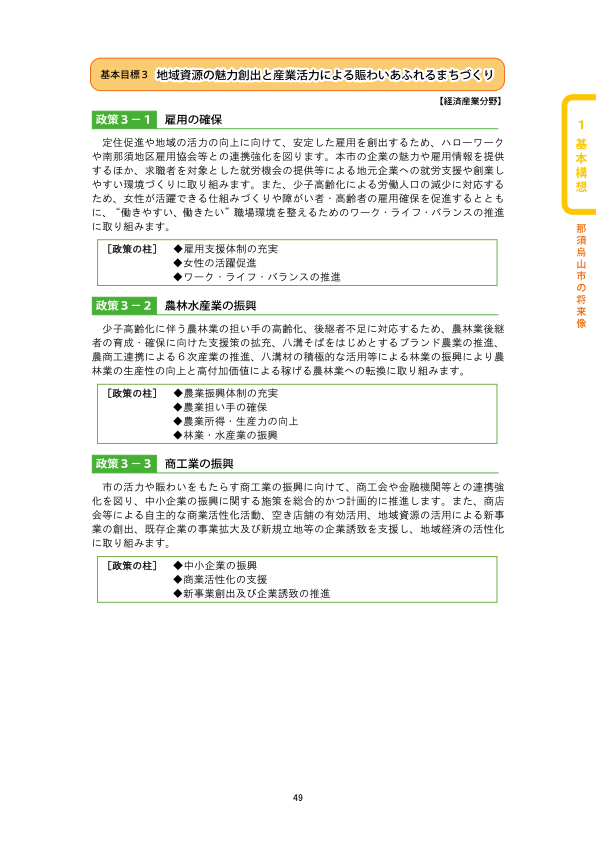 基本目標３ 地域資源の魅力創出と産業活力による賑わいあふれるまちづくり
【経済産業分野】
政策３－１ 雇用の確保
定住促進や地域の活力の向上に向けて、安定した雇用を創出するため、ハローワーク
や南那須地区雇用協会等との連携強化を図ります。本市の企業の魅力や雇用情報を提供
するほか、求職者を対象とした就労機会の提供等による地元企業への就労支援や創業し
やすい環境づくりに取り組みます。また、少子高齢化による労働人口の減少に対応する
ため、女性が活躍できる仕組みづくりや障がい者・高齢者の雇用確保を促進するととも
に、“働きやすい、働きたい”職場環境を整えるためのワーク・ライフ・バランスの推進
に取り組みます。
［政策の柱］ ◆雇用支援体制の充実
◆女性の活躍促進
◆ワーク・ライフ・バランスの推進
政策３－２ 農林水産業の振興
少子高齢化に伴う農林業の担い手の高齢化、後継者不足に対応するため、農林業後継
者の育成・確保に向けた支援策の拡充、八溝そばをはじめとするブランド農業の推進、
農商工連携による６次産業の推進、八溝材の積極的な活用等による林業の振興により農
林業の生産性の向上と高付加価値による稼げる農林業への転換に取り組みます。
［政策の柱］ ◆農業振興体制の充実
◆農業担い手の確保
◆農業所得・生産力の向上
◆林業・水産業の振興
政策３－３ 商工業の振興
市の活力や賑わいをもたらす商工業の振興に向けて、商工会や金融機関等との連携強
化を図り、中小企業の振興に関する施策を総合的かつ計画的に推進します。また、商店
会等による自主的な商業活性化活動、空き店舗の有効活用、地域資源の活用による新事
業の創出、既存企業の事業拡大及び新規立地等の企業誘致を支援し、地域経済の活性化
に取り組みます。
［政策の柱］ ◆中小企業の振興
◆商業活性化の支援
◆新事業創出及び企業誘致の推進
１基本構想
那須烏山市の将来像
49